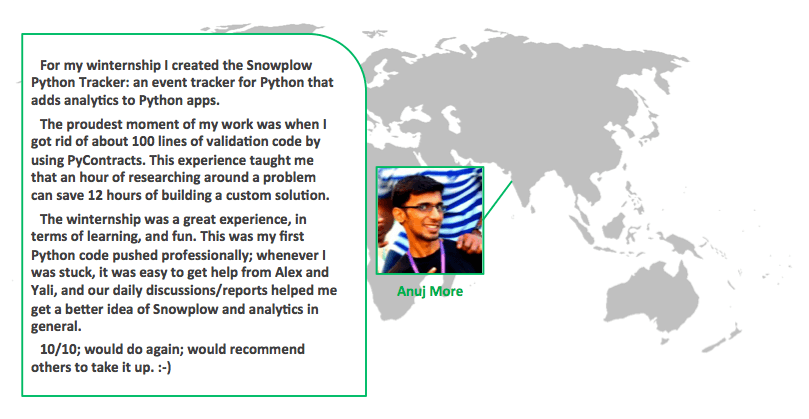 For my winternship I created the Snowplow
Python Tracker: an event tracker for Python that
adds analytics to Python apps.
The proudest moment of my work was when I
got rid of about 100 lines of validation code by
using PyContracts. This experience taught me
that an hour of researching around a problem
can save 12 hours of building a custom solution.
The winternship was a great experience, in
terms of learning, and fun. This was my first
Python code pushed professionally; whenever I
was stuck, it was easy to get help from Alex and
Yali, and our daily discussions/reports helped me
get a better idea of Snowplow and analytics in
general.
10/10; would do again; would recommend
others to take it up. :-)
Anuj More